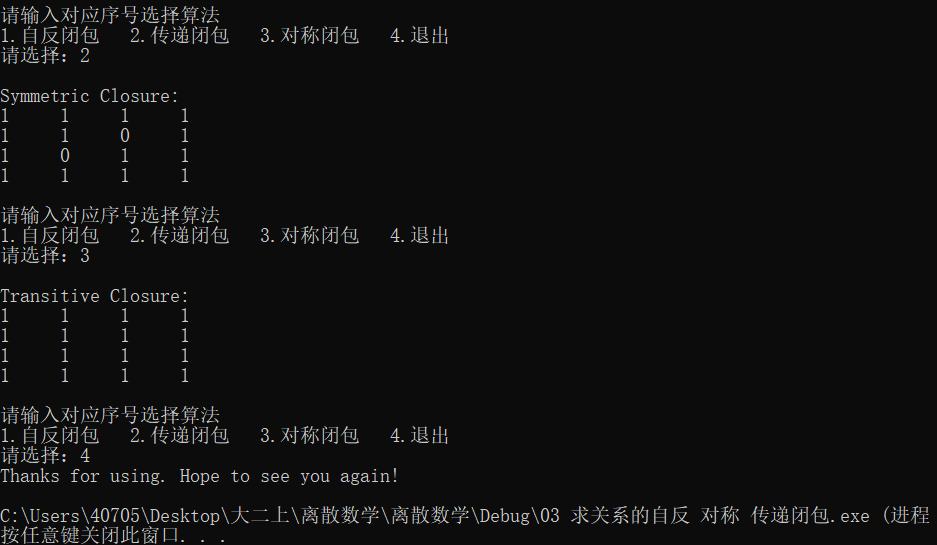 请输入对应序号选择算法
1.自反闭包 2.传递闭包 3.对称闭包 4.退出
请选择：2
Symmetric Closure:
1 1 1 1
1 1 0 1
1 0 1 1
1 1 1 1
请输入对应序号选择算法
1.自反闭包 2.传递闭包 3.对称闭包 4.退出
请选择：3
Transitive Closure:
1 1 1 1
1 1 1 1
1 1 1 1
1 1 1 1
请输入对应序号选择算法
1.自反闭包 2.传递闭包 3.对称闭包 4.退出
请选择：4
Thanks for using. Hope to see you again!
C:\Users\40705\Desktop\大二上\离散数学\离散数学\Debug\03 求关系的自反 对称 传递闭包.exe (进程
按任意键关闭此窗口. . .